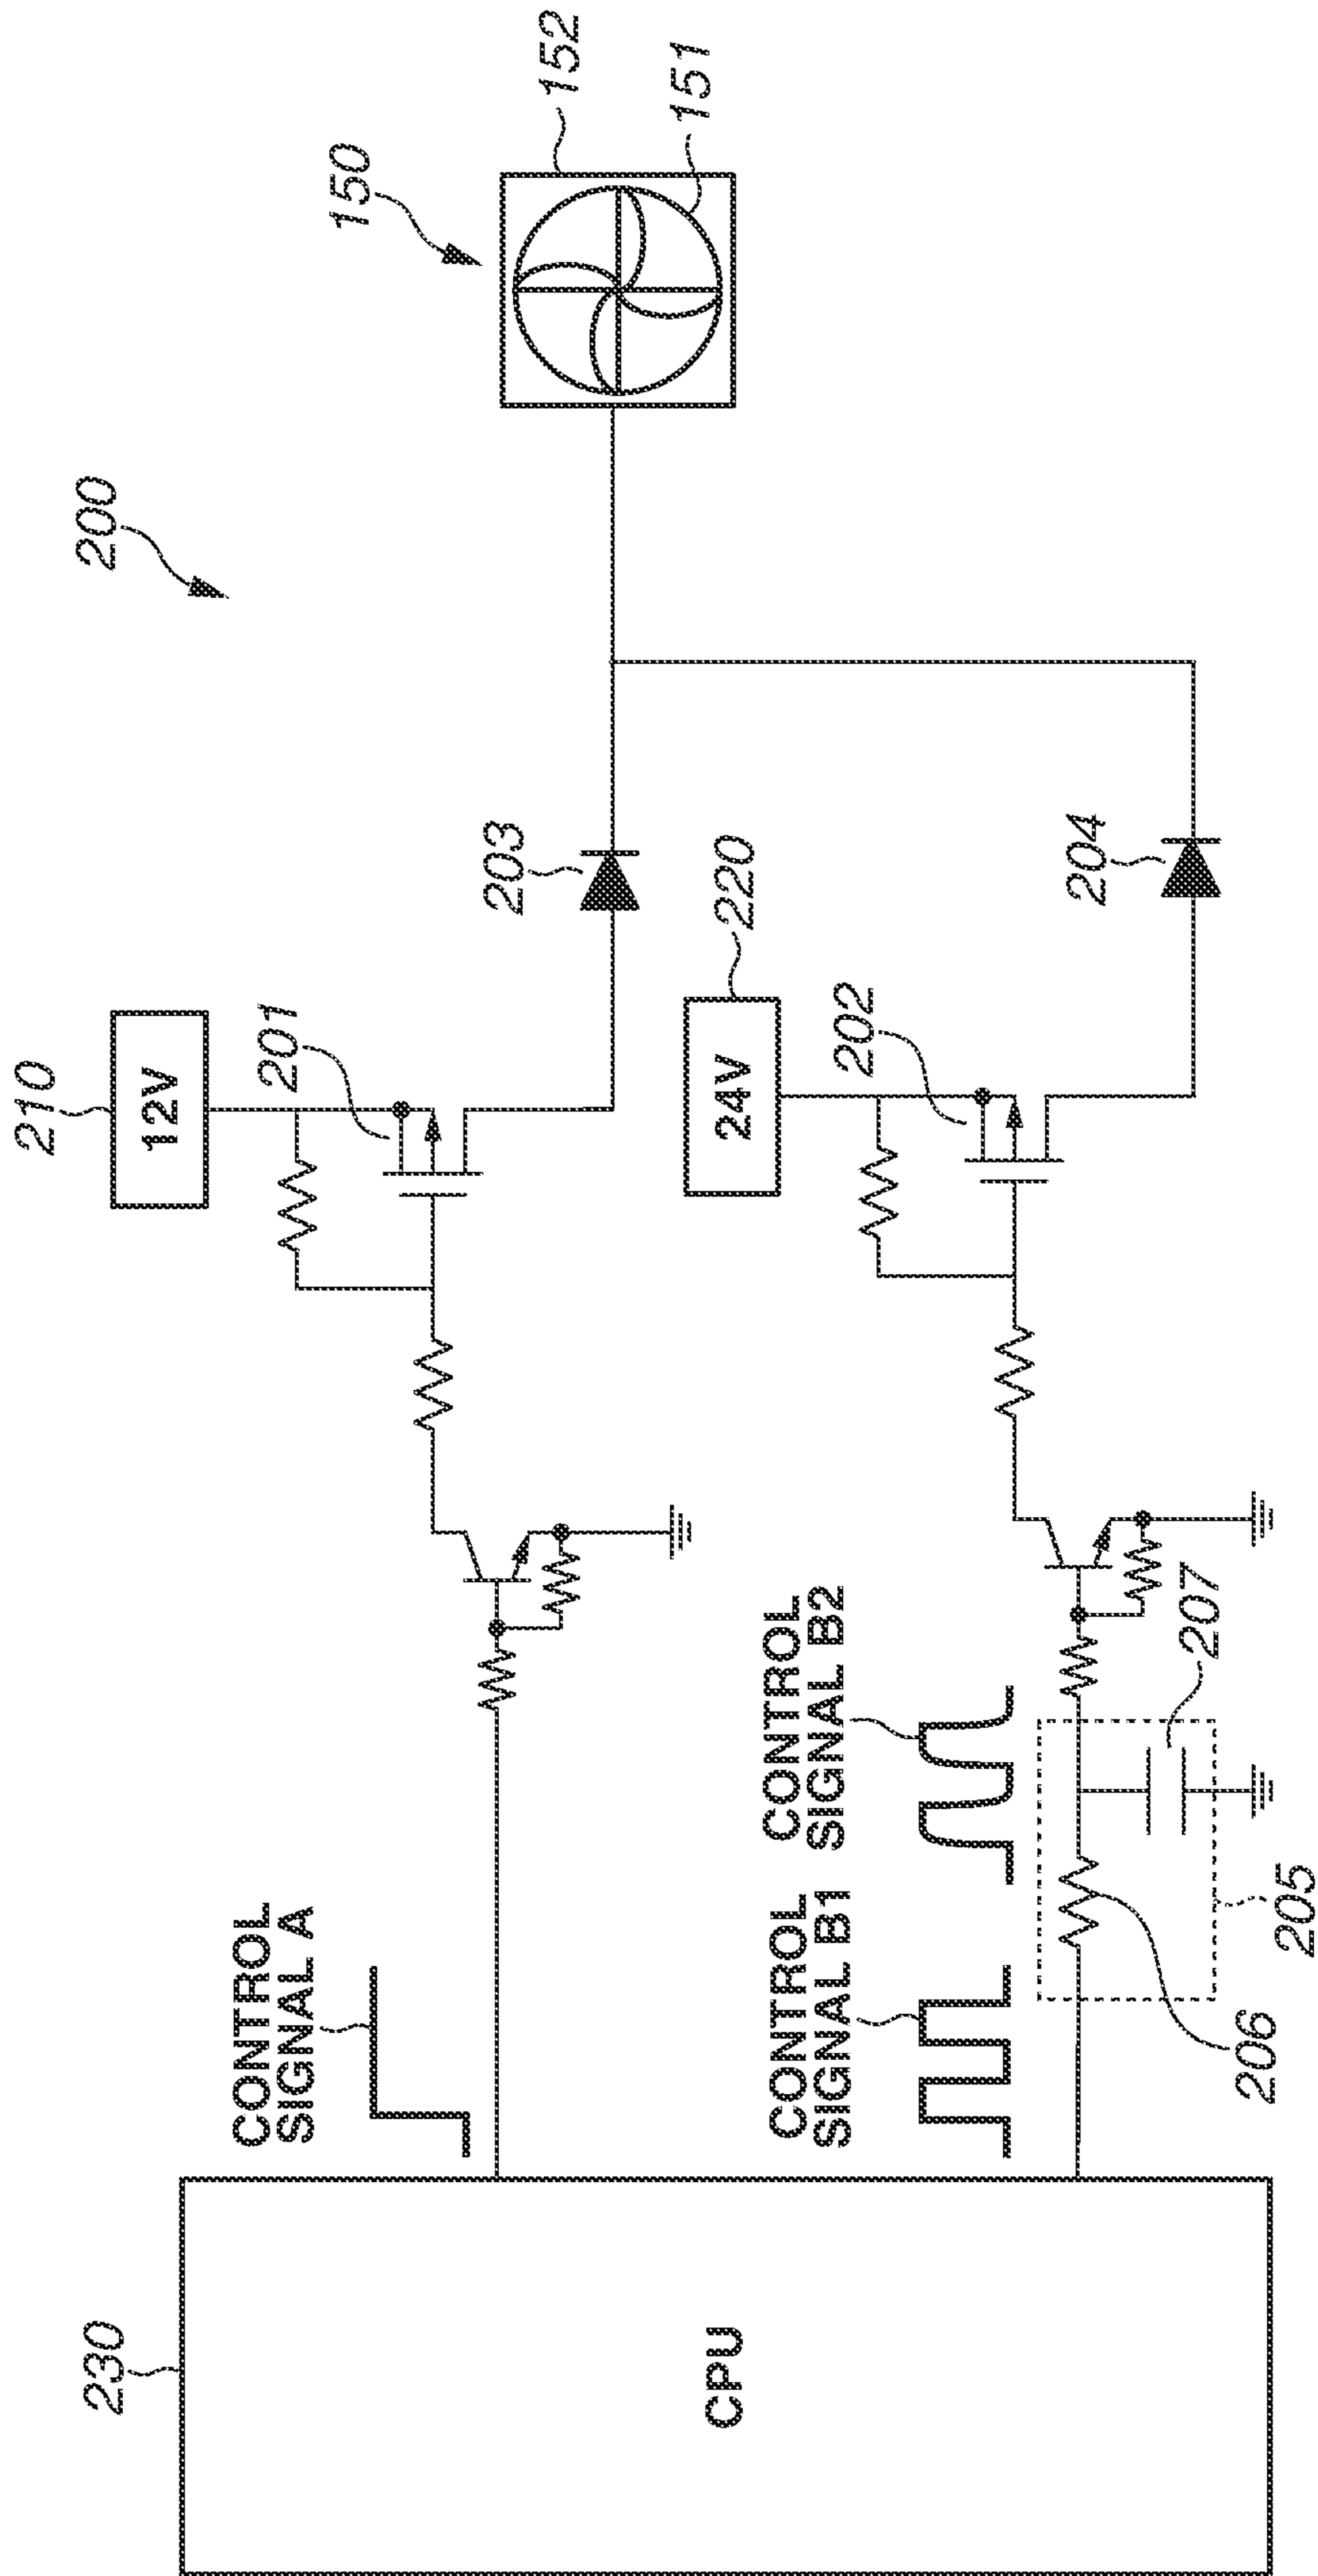 200
150
152
151
210
12V
201
203
220
24V
202
204
CONTROL
SIGNAL A
CONTROL
SIGNAL B1
CONTROL
SIGNAL B2
207
205
206
230
CPU